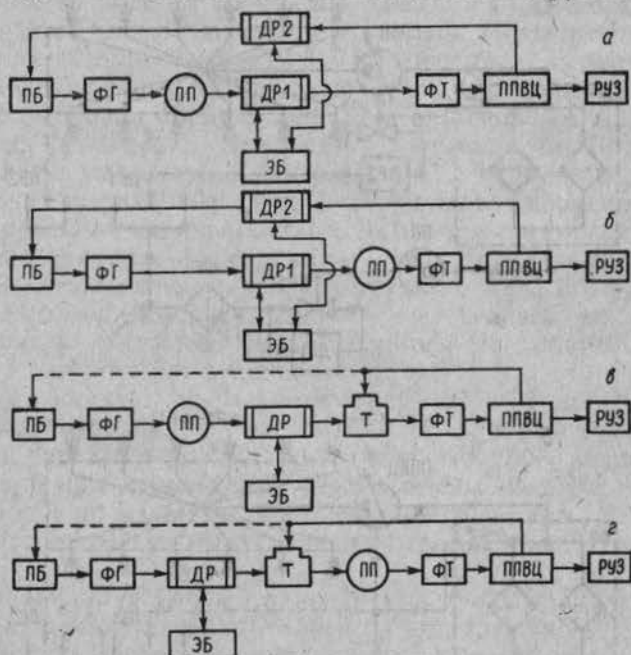 ДР2
а
ПБ ФГ ПП ДР1 ФТ ППВЦ РУЗ
ЭБ
ДР2
б
ПБ ФГ ДР1 ПП ФТ ППВЦ РУЗ
ЭБ
в
ПБ ФГ ПП ДР Т ФТ ППВЦ РУЗ
ЭБ
г
ПБ ФГ ДР Т ПП ФТ ППВЦ РУЗ
ЭБ